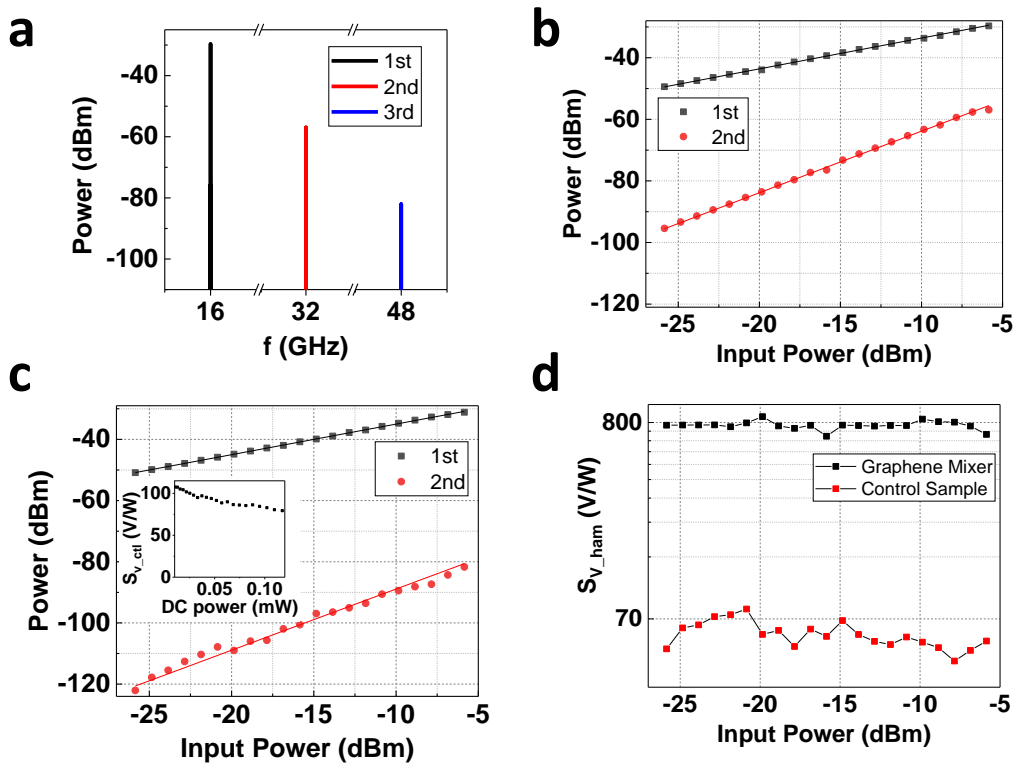 a
-40
-60
-80
-100
Power (dBm)
1st
2nd
3rd
16
32
48
f (GHz)
b
-40
-60
-80
-100
-120
Power (dBm)
1st
2nd
-25
-20
-15
-10
-5
Input Power (dBm)
c
-40
-60
-80
-100
-120
Power (dBm)
1st
2nd
100
75
50
25
0
S_V_ctl (V/W)
0.05
0.10
DC power (mW)
-25
-20
-15
-10
-5
Input Power (dBm)
d
800
70
S_V_ham (V/W)
Graphene Mixer
Control Sample
-25
-20
-15
-10
-5
Input Power (dBm)